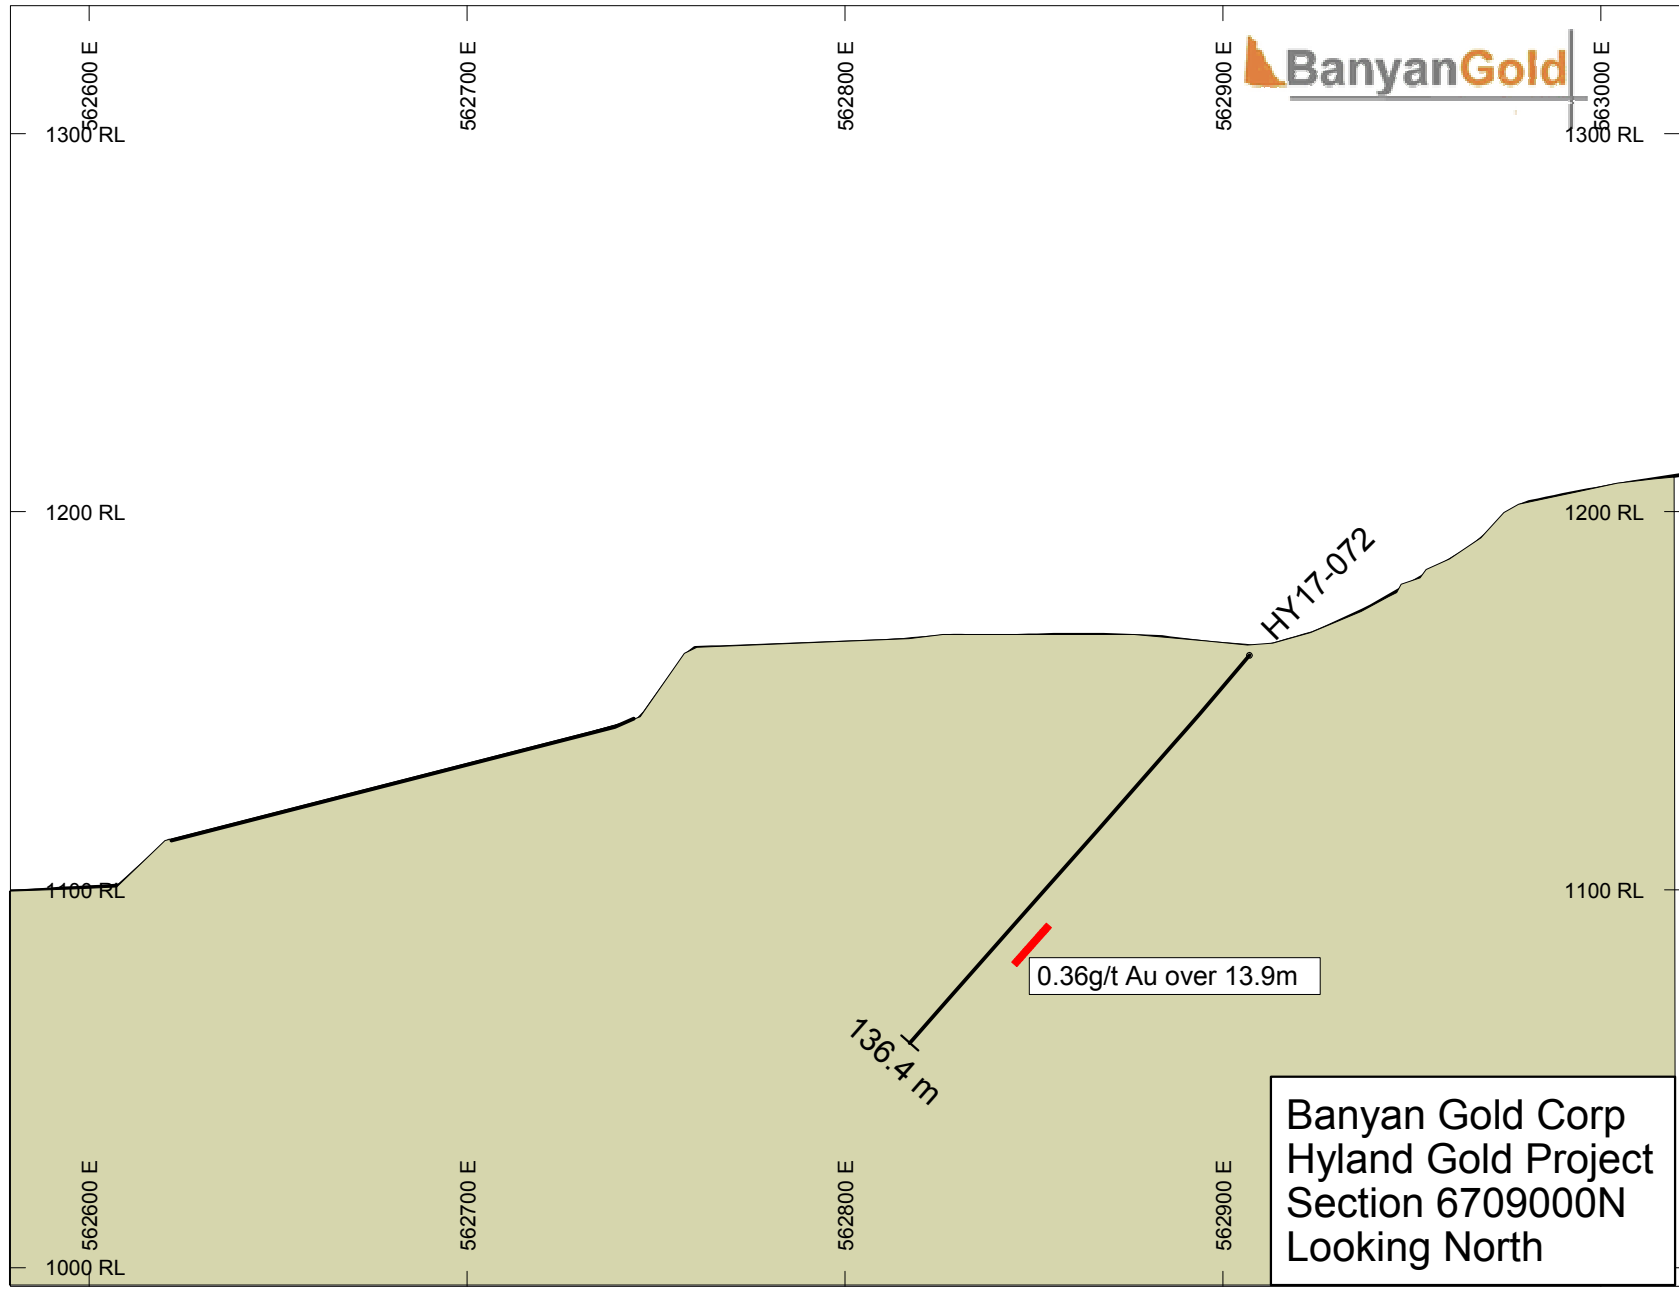 562600 E
562700 E
562800 E
562900 E
563000 E
BanyanGold
1300 RL
1300 RL
1200 RL
1200 RL
HY17-072
1100 RL
1100 RL
0.36g/t Au over 13.9m
136.4 m
562600 E
562700 E
562800 E
562900 E
Banyan Gold Corp
Hyland Gold Project
Section 6709000N
Looking North
1000 RL